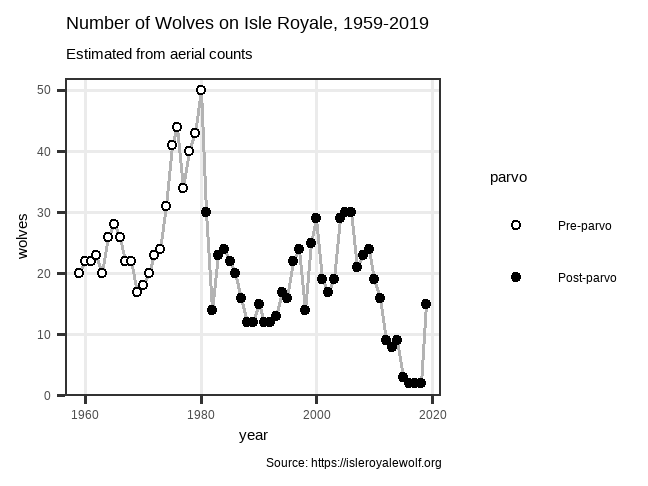 Number of Wolves on Isle Royale, 1959-2019
Estimated from aerial counts
50
40
30
20
10
0
wolves
1960
1980
2000
2020
year
parvo
Pre-parvo
Post-parvo
Source: https://isleroyalewolf.org